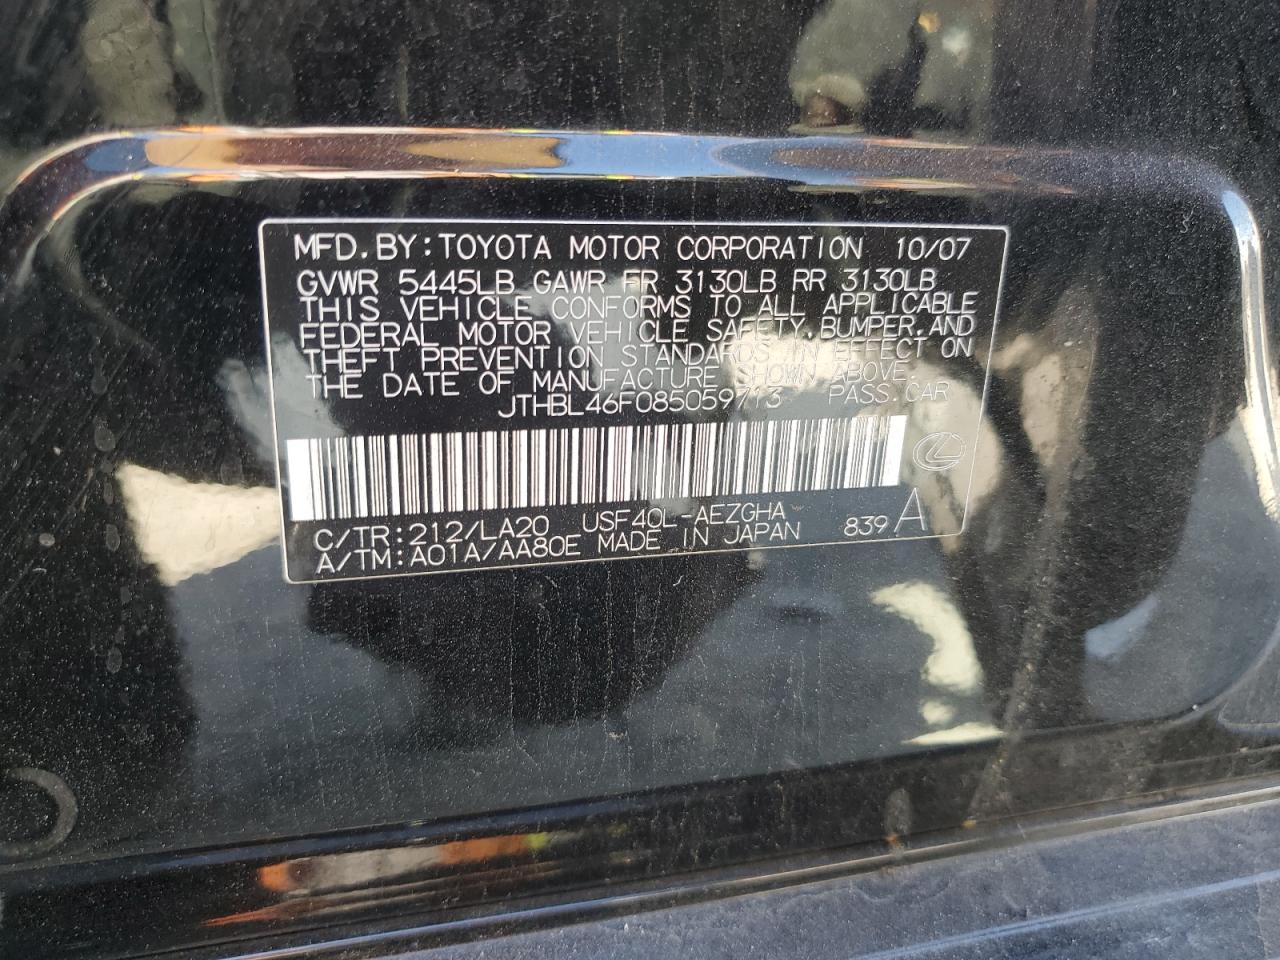 MFD. BY: TOYOTA MOTOR CORPORATION 10/07
GVWR 5445LB GAWR FR 3130LB RR 3130LB
THIS VEHICLE CONFORMS TO ALL APPLICABLE
FEDERAL MOTOR VEHICLE SAFETY, BUMPER, AND
THEFT PREVENTION STANDARDS IN EFFECT ON
THE DATE OF MANUFACTURE SHOWN ABOVE.
JTHBL46F085059713 PASS. CAR
C/TR: 212/LA20 USF40L-AEZGHA 839 A
A/TM: A01A/AA80E MADE IN JAPAN